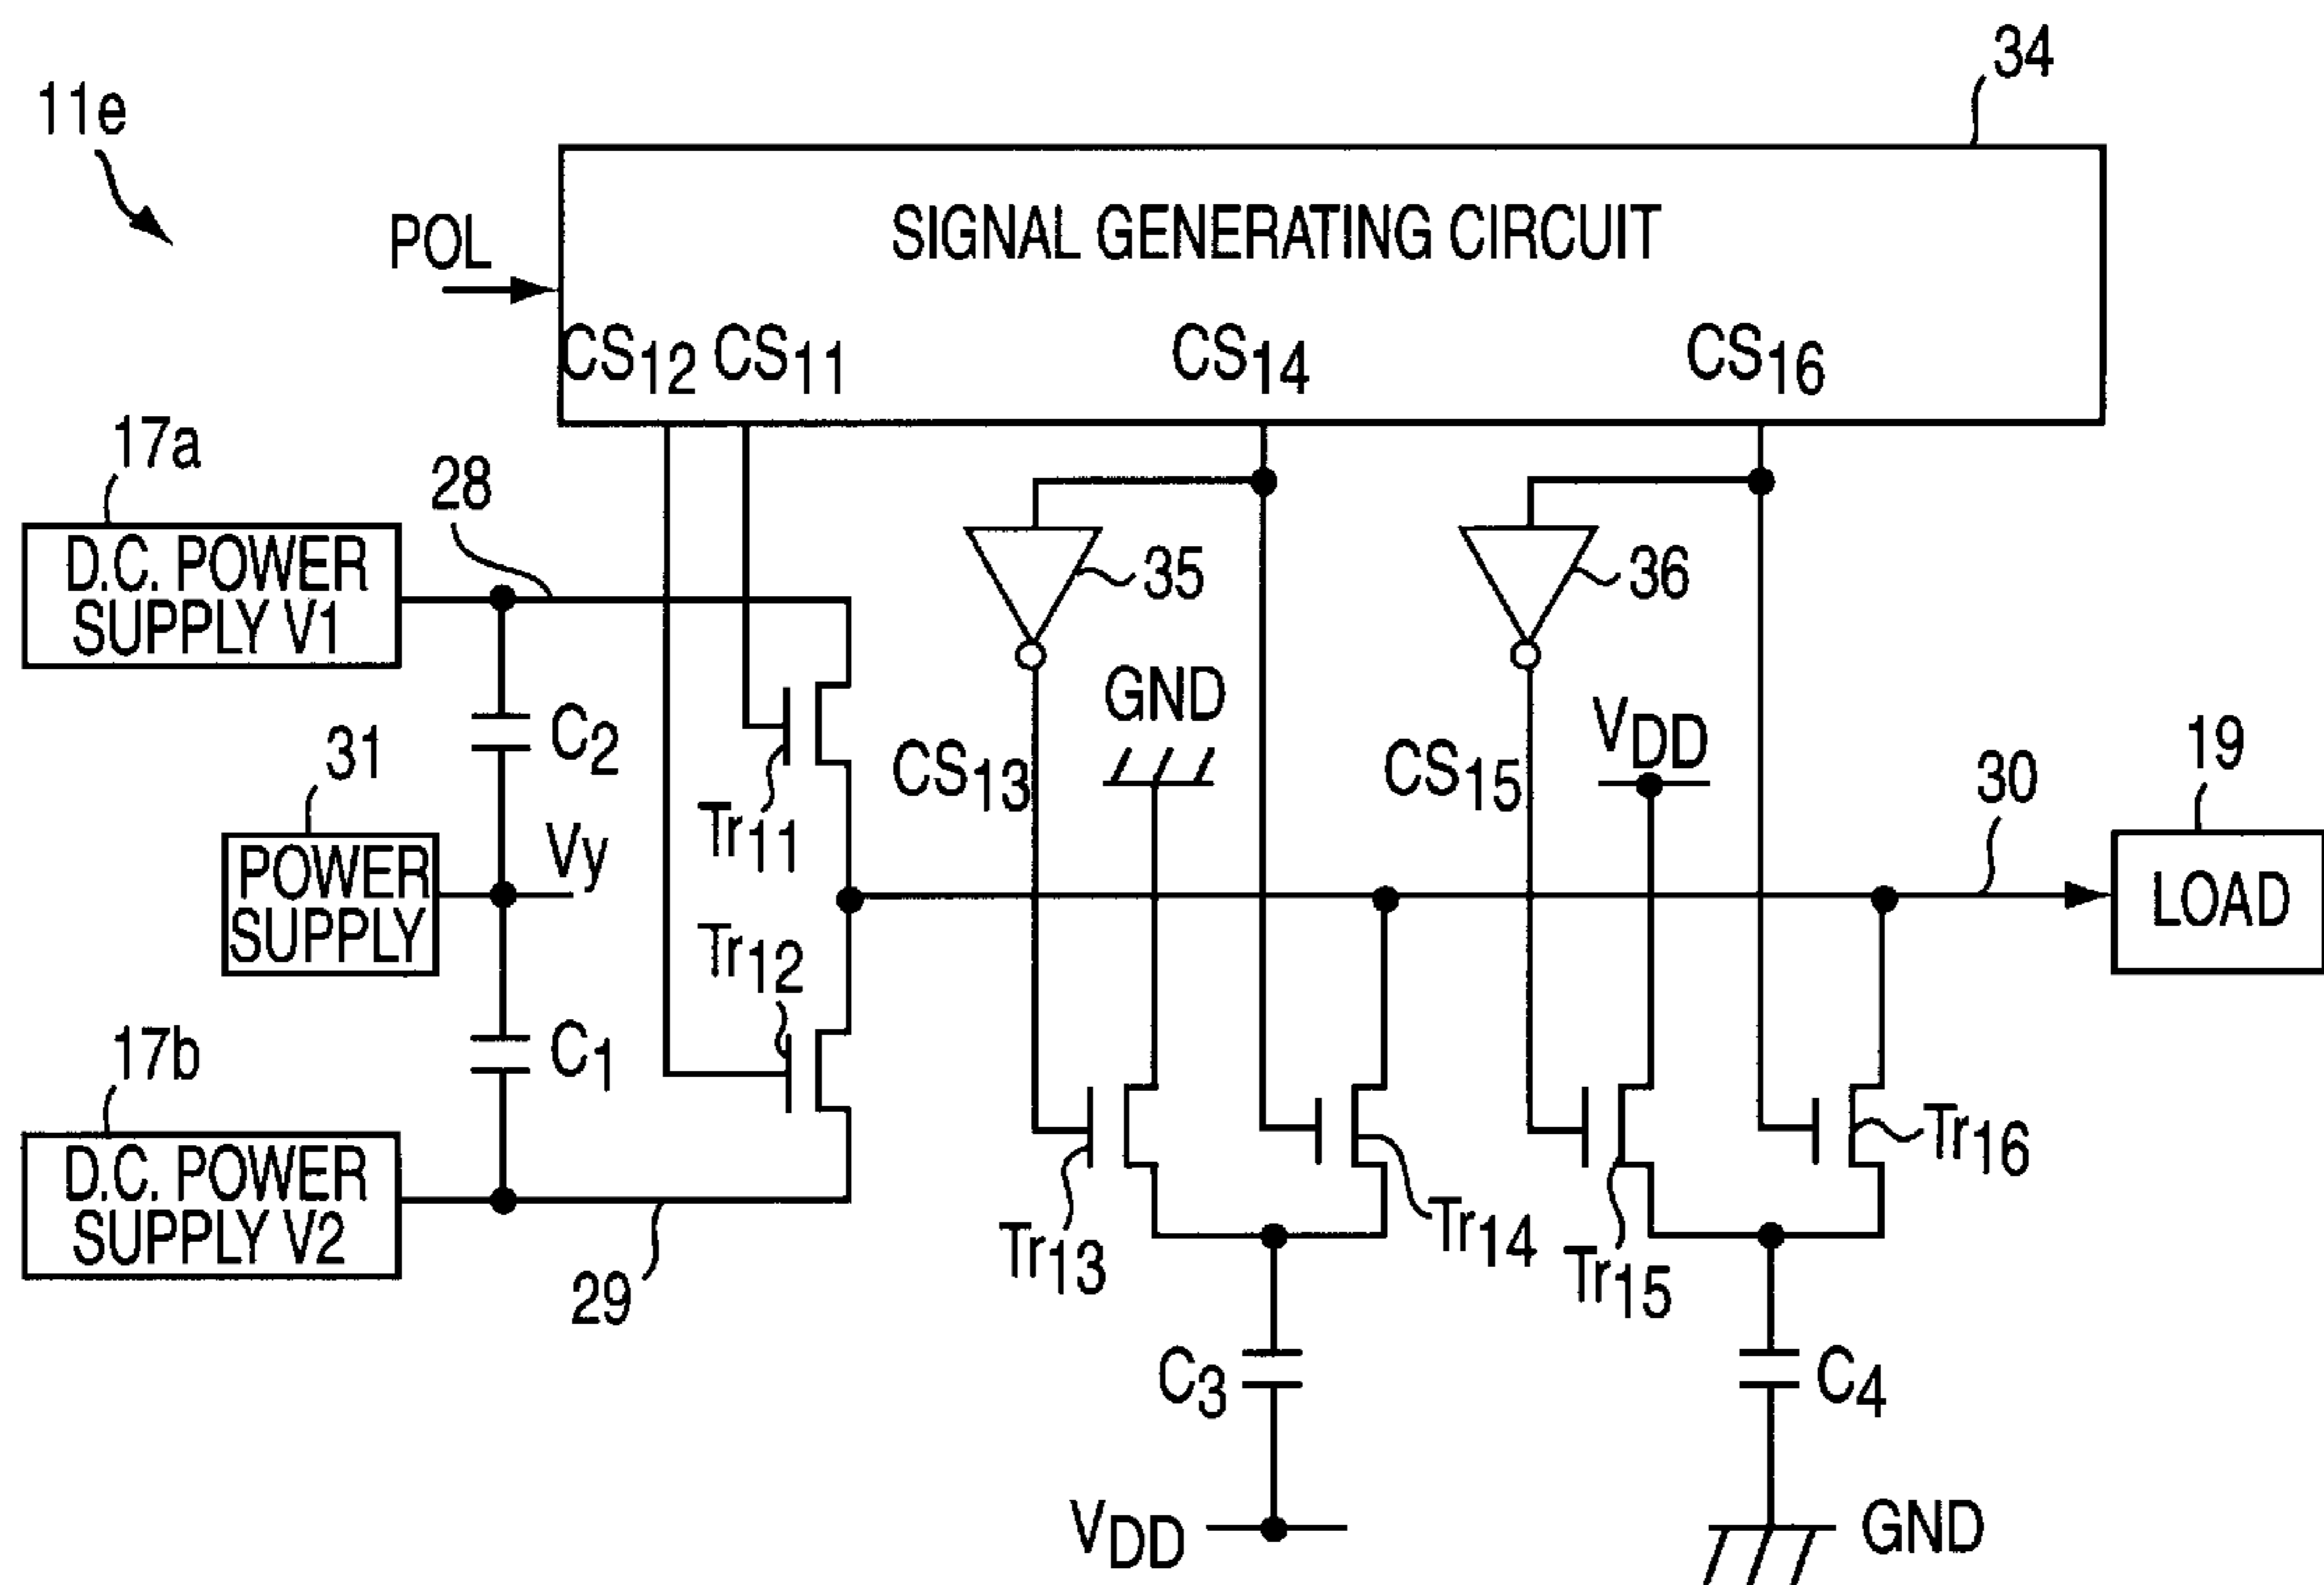 34
11e
SIGNAL GENERATING CIRCUIT
POL
CS12 CS11 CS14 CS16
17a
28
D.C. POWER
SUPPLY V1
35
36
GND
VDD
C2
31
CS13
CS15
19
30
Tr11
Vy
POWER
SUPPLY
LOAD
Tr12
17b
C1
D.C. POWER
SUPPLY V2
Tr16
Tr14
Tr13
Tr15
29
C3
C4
VDD
GND